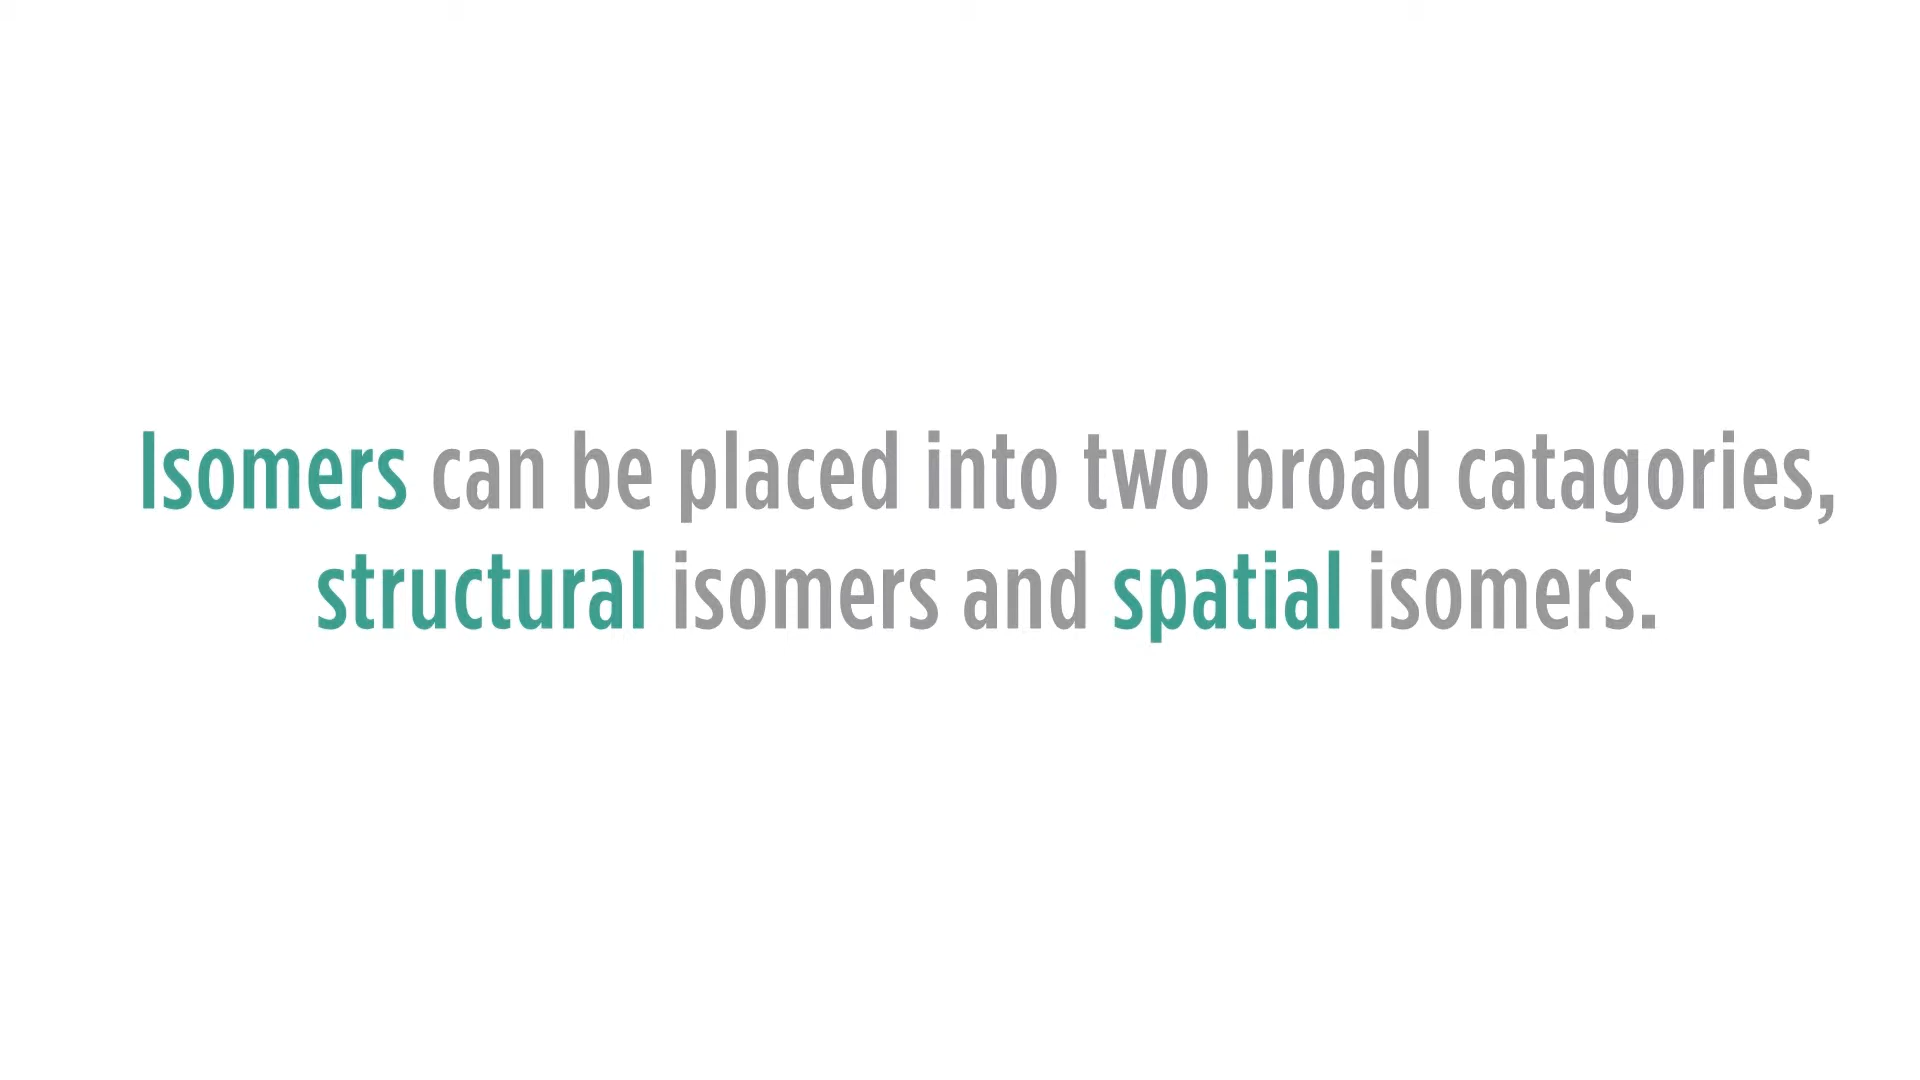 Isomers can be placed into two broad catagories,
structural isomers and spatial isomers.